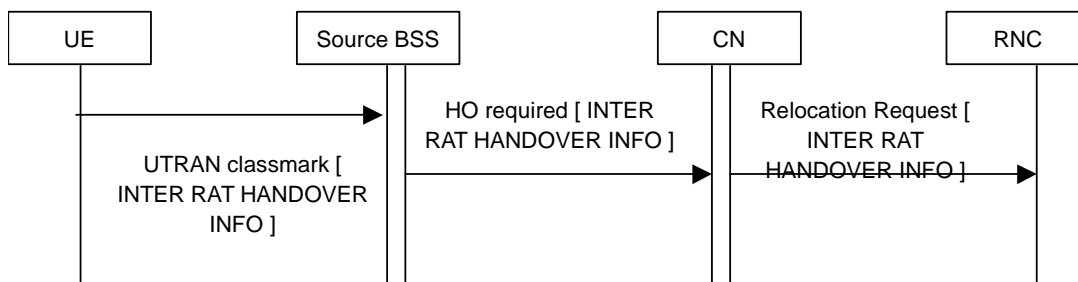 UE
Source BSS
CN
RNC
HO required [ INTER
RAT HANDOVER INFO ]
Relocation Request [
INTER RAT
HANDOVER INFO ]
UTRAN classmark [
INTER RAT HANDOVER
INFO ]